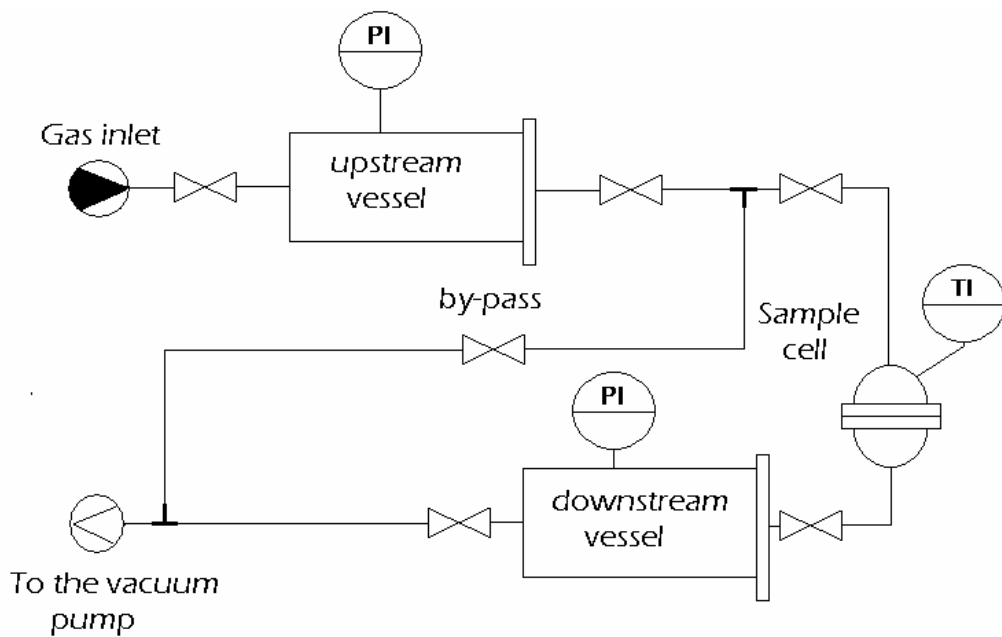 PI
Gas inlet
upstream
vessel
by-pass
Sample
cell
TI
PI
downstream
vessel
To the vacuum
pump